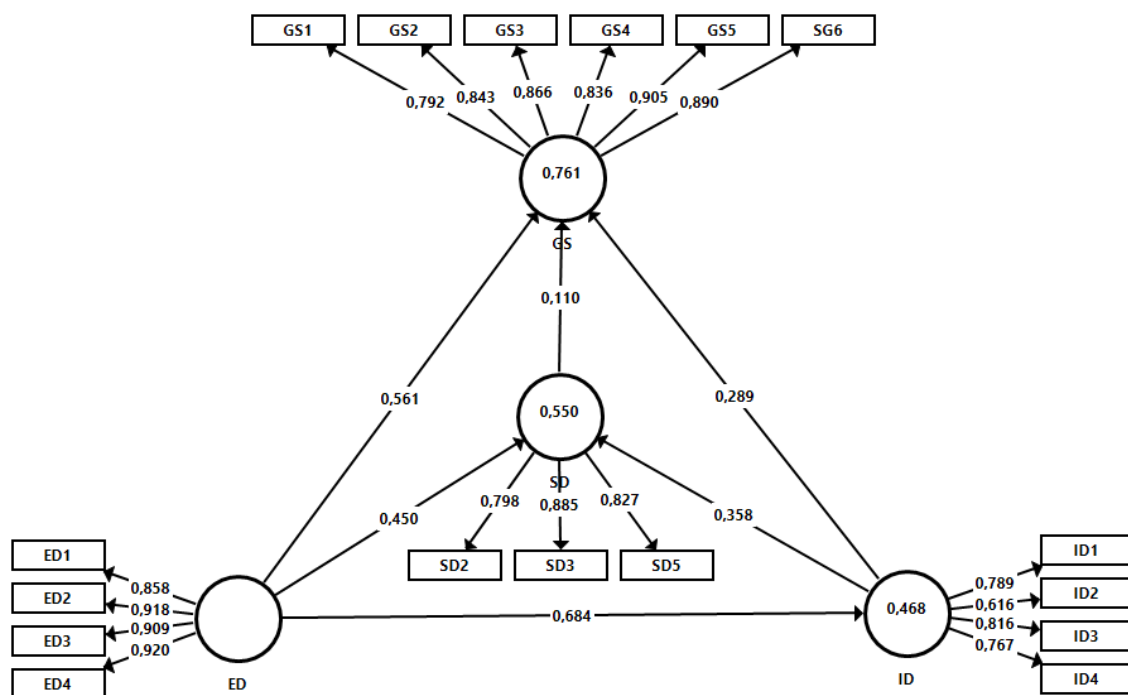 GS1 GS2 GS3 GS4 GS5 SG6
0,792 0,843 0,866 0,836 0,905 0,890
0,761
GS
0,110
0,561 0,289
0,550
SD
0,798 0,885 0,827
0,450 0,358
SD2 SD3 SD5
ED1
0,858
ED2
0,918
ED3
0,909
ED4
0,920
ED
0,684
0,468
ID
ID1
0,789
ID2
0,616
ID3
0,816
ID4
0,767